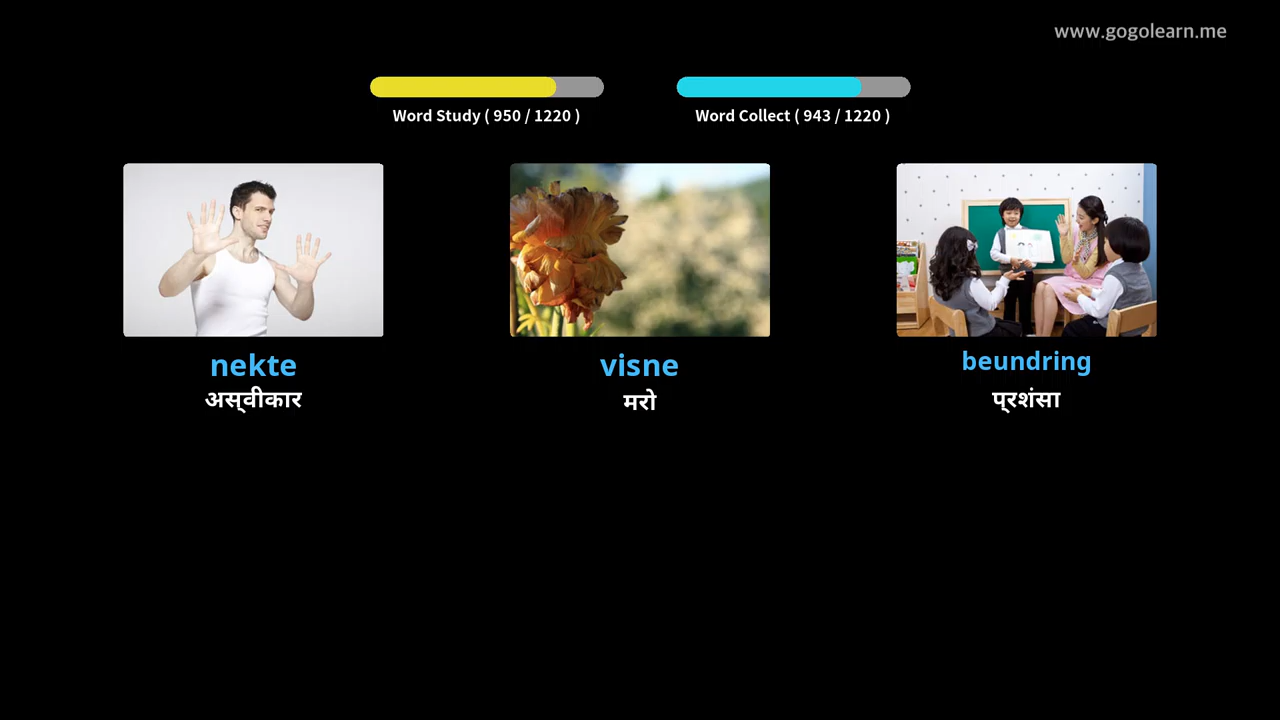 www.gogolearn.me
Word Study ( 950 / 1220 )
Word Collect ( 943 / 1220 )
nekte
visne
beundring
अस्वीकार
मरो
प्रशंसा